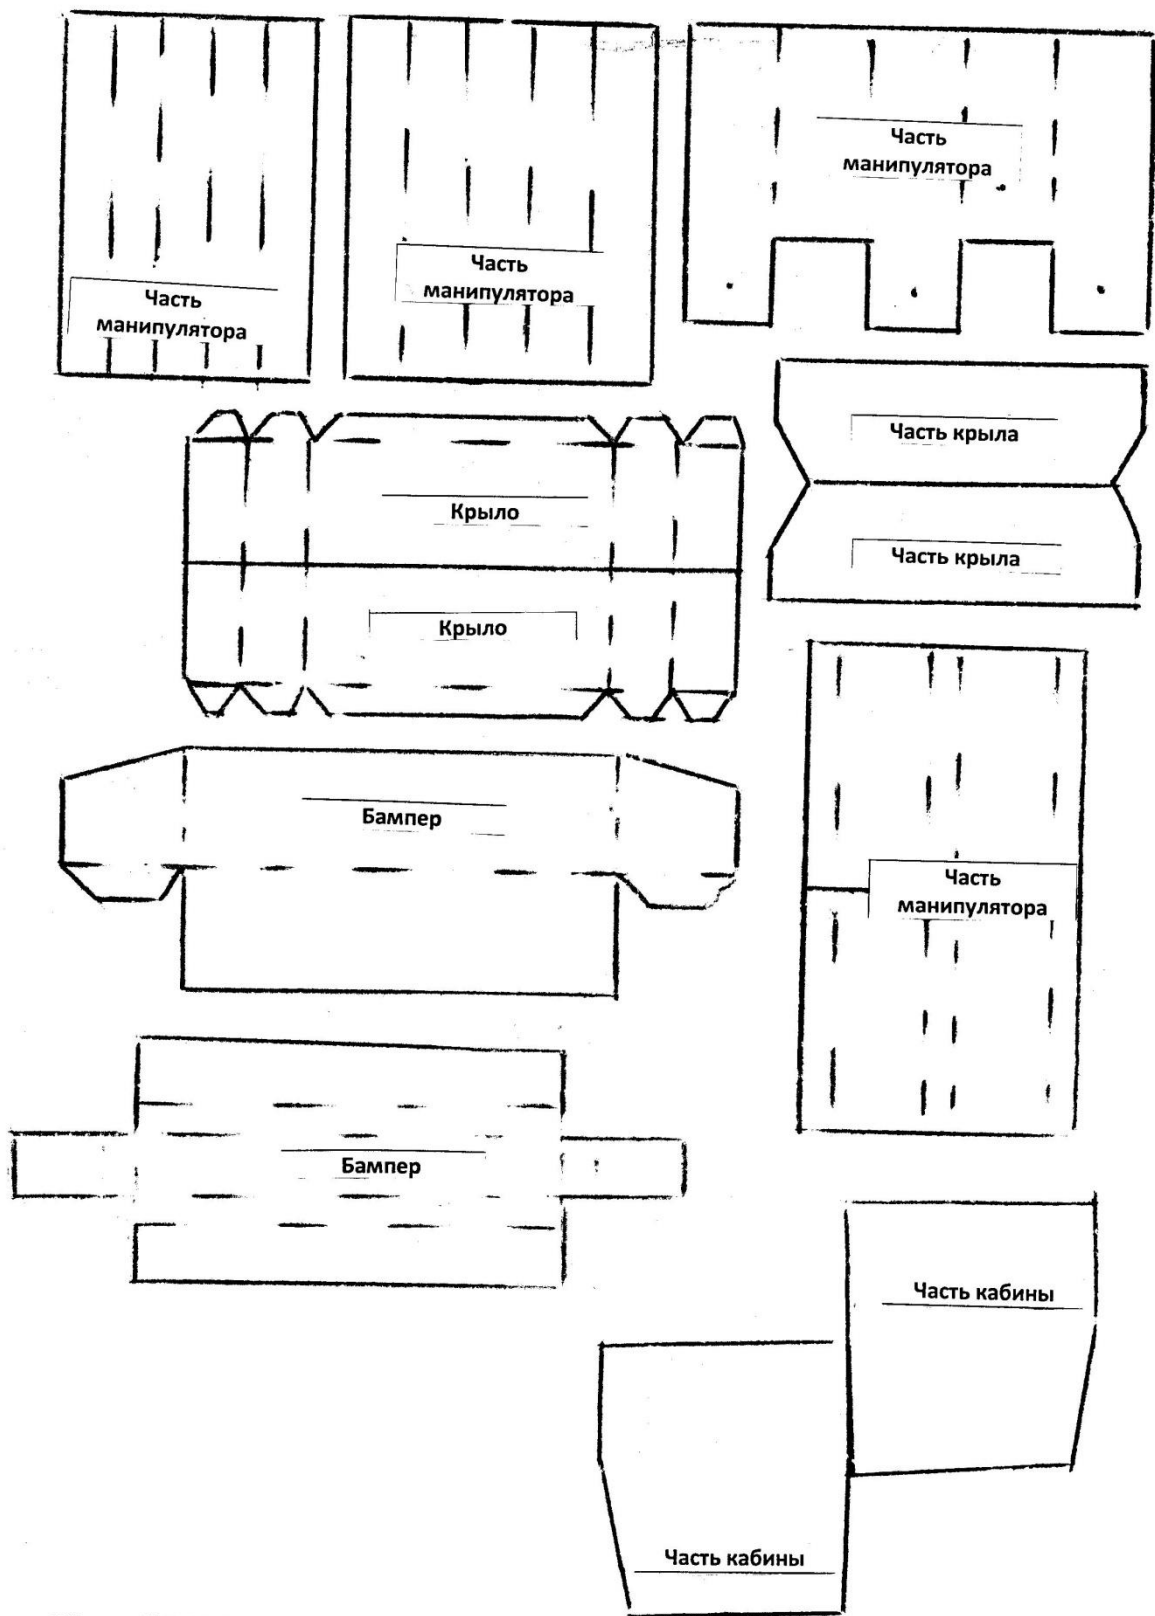 Часть
манипулятора
Часть
манипулятора
Часть
манипулятора
Часть крыла
Часть крыла
Крыло
Крыло
Бампер
Часть
манипулятора
Бампер
Часть кабины
Часть кабины